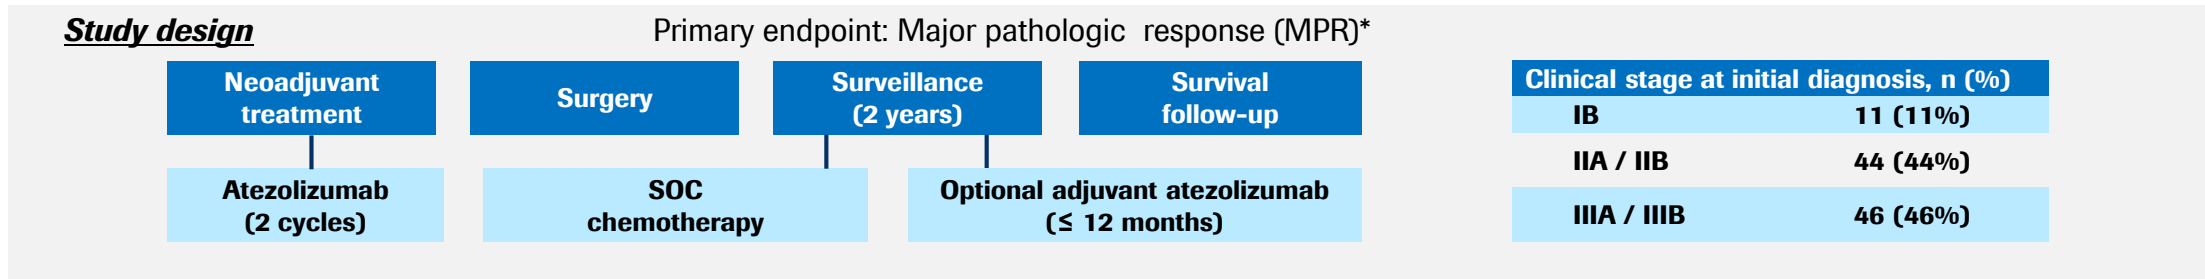 Study design
Primary endpoint: Major pathologic response (MPR)*
Neoadjuvant
treatment
Surgery
Surveillance
(2 years)
Survival
follow-up
Atezolizumab
(2 cycles)
SOC
chemotherapy
Optional adjuvant atezolizumab
(≤ 12 months)
Clinical stage at initial diagnosis, n (%)
IB 11 (11%)
IIA / IIB 44 (44%)
IIIA / IIIB 46 (46%)